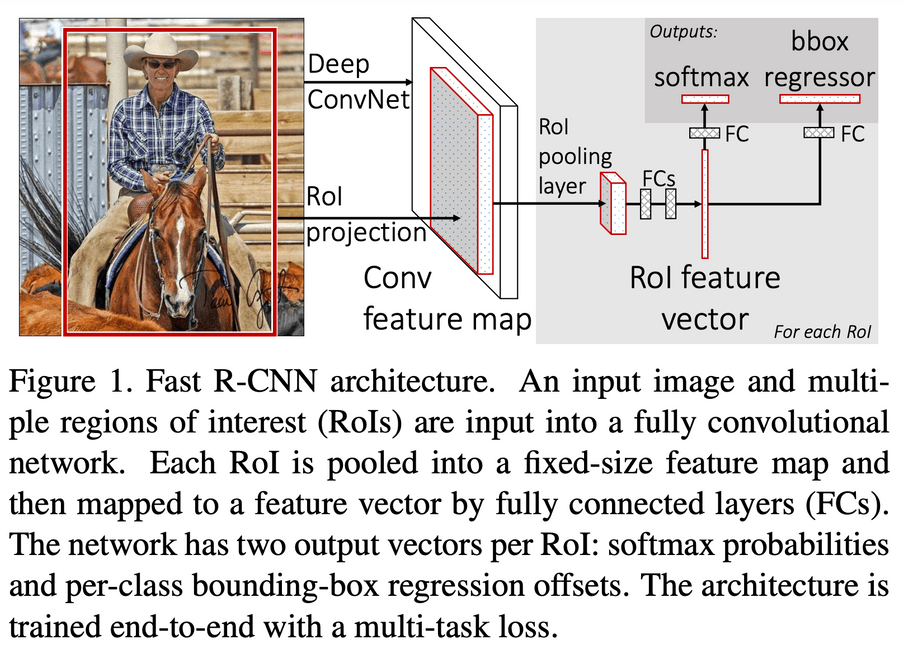 Outputs:
bbox
softmax regressor
Deep
ConvNet
FC
FC
RoI
pooling
layer
FCs
RoI
projection
Conv
feature map
RoI feature
vector
For each RoI
Figure 1. Fast R-CNN architecture. An input image and multi-
ple regions of interest (RoIs) are input into a fully convolutional
network. Each RoI is pooled into a fixed-size feature map and
then mapped to a feature vector by fully connected layers (FCs).
The network has two output vectors per RoI: softmax probabilities
and per-class bounding-box regression offsets. The architecture is
trained end-to-end with a multi-task loss.